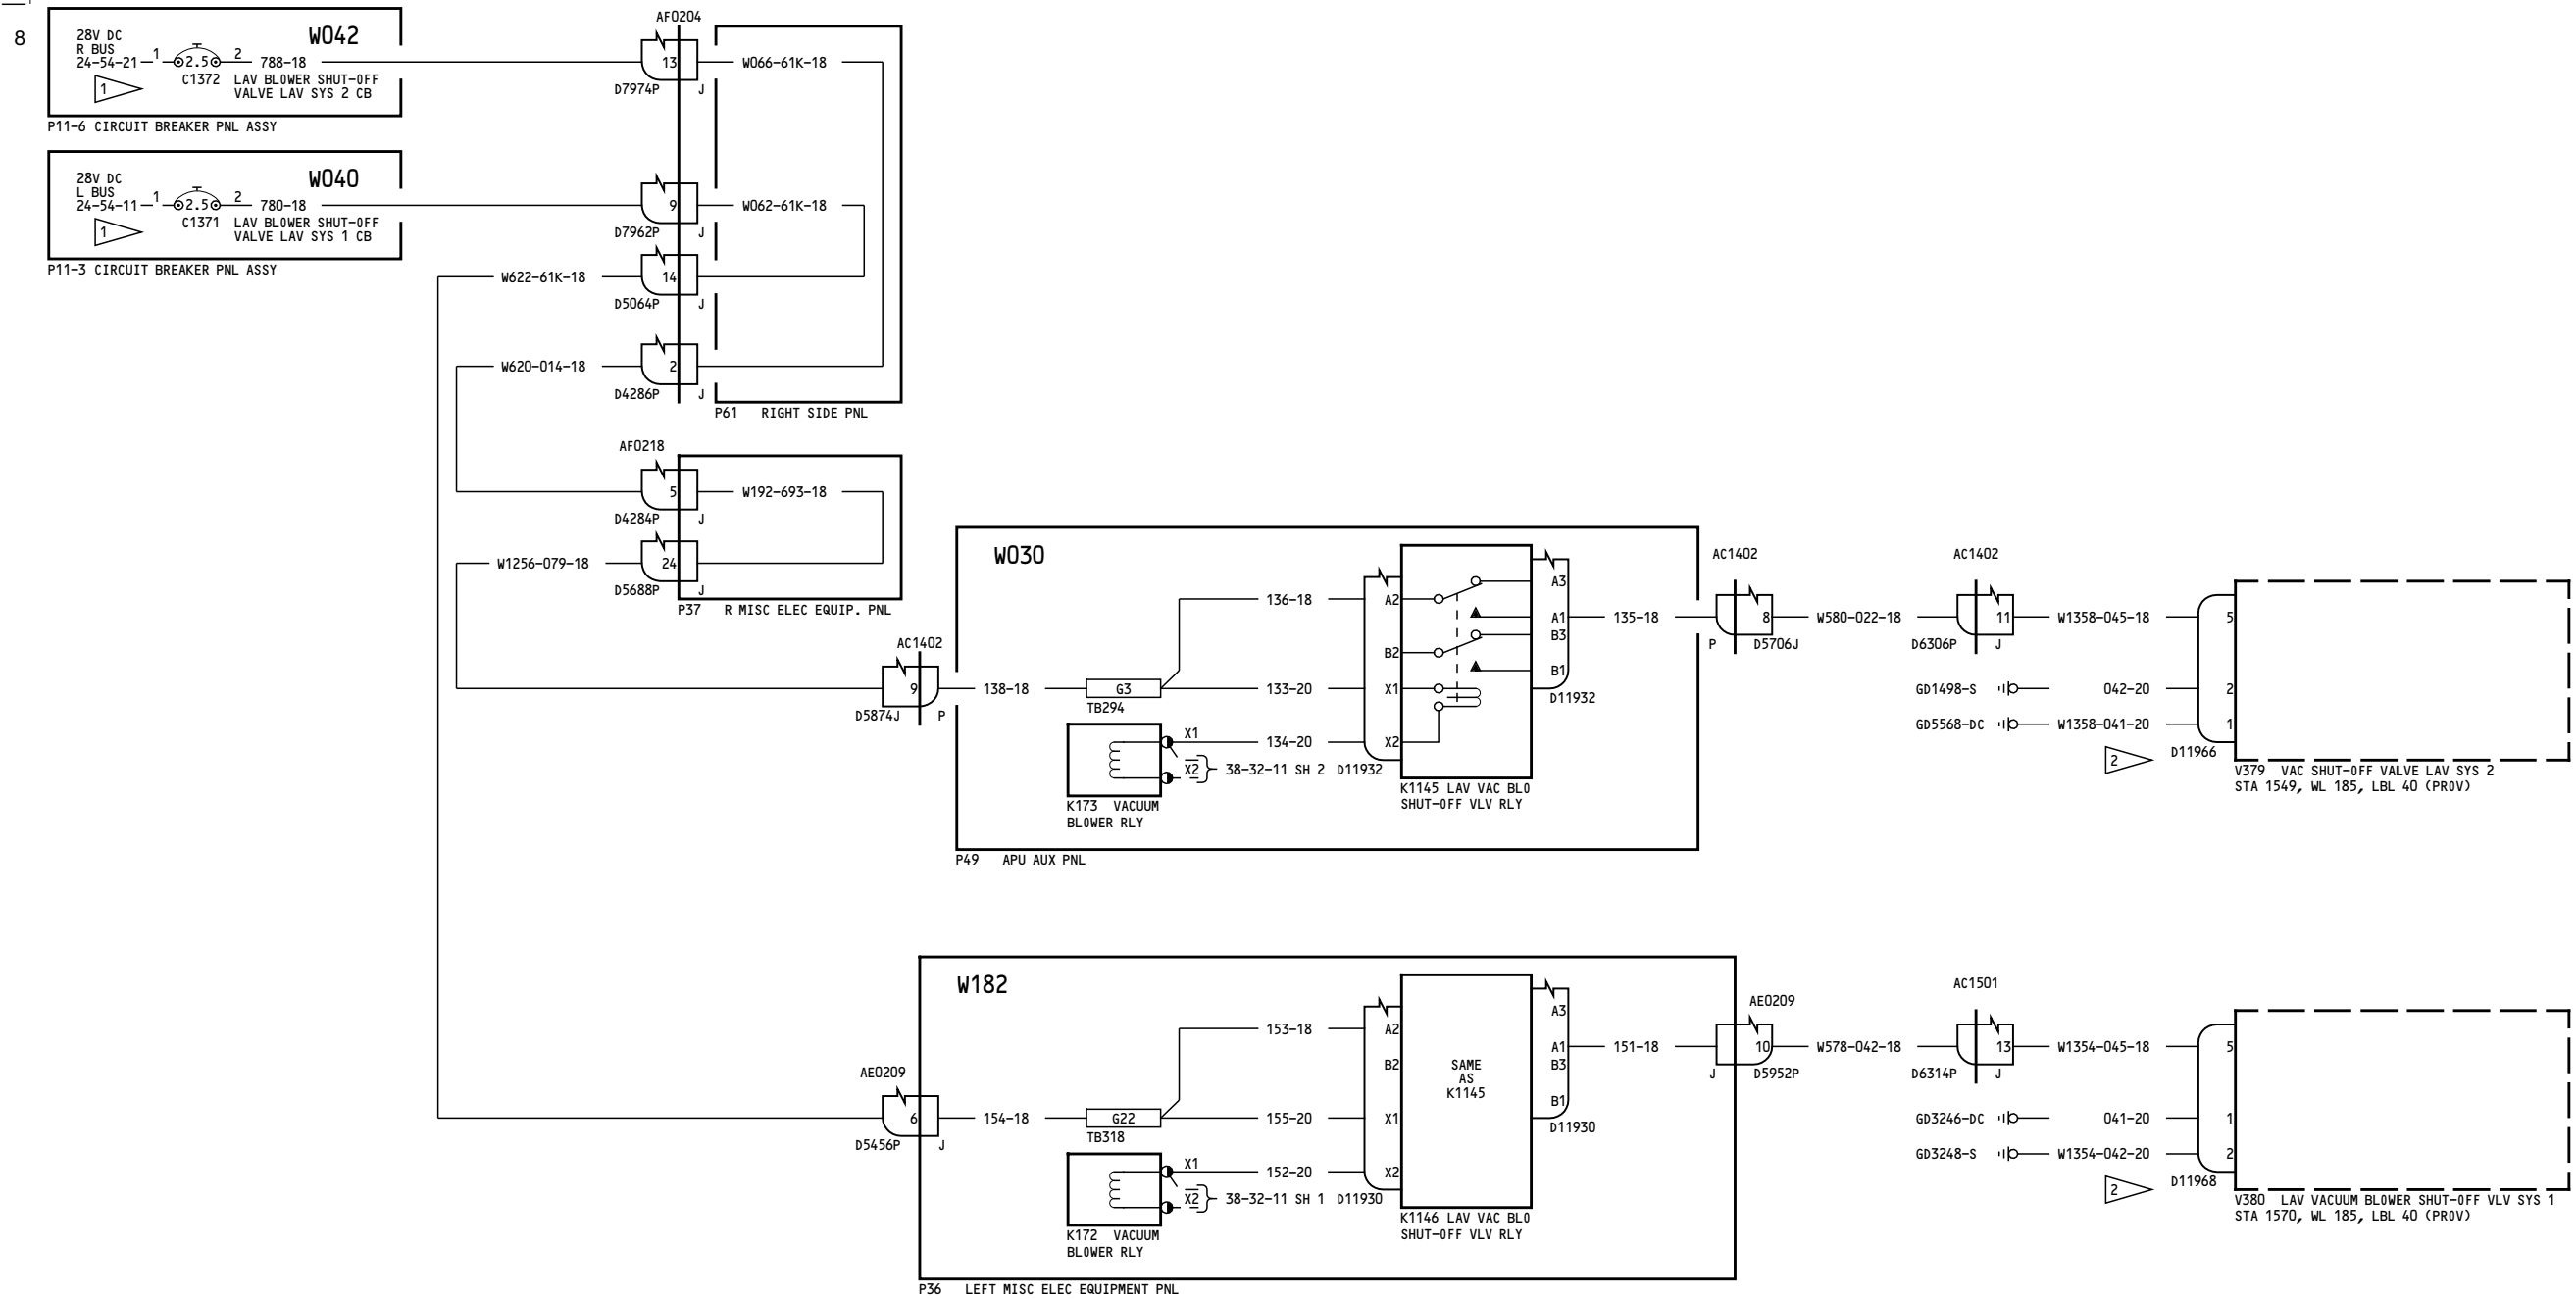 8
28V DC
R BUS
24-54-21
1
2.5
2
788-18
W042
C1372
LAV BLOWER SHUT-OFF
VALVE LAV SYS 2 CB
1
P11-6 CIRCUIT BREAKER PNL ASSY
28V DC
L BUS
24-54-11
1
2.5
2
780-18
W040
C1371
LAV BLOWER SHUT-OFF
VALVE LAV SYS 1 CB
1
P11-3 CIRCUIT BREAKER PNL ASSY
AF0204
13
D7974P
J
W066-61K-18
9
D7962P
J
W062-61K-18
W622-61K-18
14
D5064P
J
W620-014-18
2
D4286P
J
P61 RIGHT SIDE PNL
AF0218
5
D4284P
J
W192-693-18
W1256-079-18
24
D5688P
J
P37 R MISC ELEC EQUIP. PNL
AC1402
9
D5874J
P
W030
138-18
G3
TB294
136-18
133-20
134-20
X1
X2
38-32-11 SH 2
D11932
K173 VACUUM
BLOWER RLY
A2
B2
X1
X2
A3
A1
B3
B1
D11932
K1145 LAV VAC BLO
SHUT-OFF VLV RLY
135-18
P49 APU AUX PNL
AC1402
8
P
D5706J
W580-022-18
AC1402
11
D6306P
J
W1358-045-18
5
GD1498-S
042-20
2
GD5568-DC
W1358-041-20
1
2
D11966
V379 VAC SHUT-OFF VALVE LAV SYS 2
STA 1549, WL 185, LBL 40 (PROV)
AE0209
6
D5456P
J
W182
154-18
G22
TB318
153-18
155-20
152-20
X1
X2
38-32-11 SH 1
D11930
K172 VACUUM
BLOWER RLY
A2
B2
X1
X2
SAME
AS
K1145
A3
A1
B3
B1
D11930
K1146 LAV VAC BLO
SHUT-OFF VLV RLY
151-18
P36 LEFT MISC ELEC EQUIPMENT PNL
AE0209
10
J
D5952P
W578-042-18
AC1501
13
D6314P
J
W1354-045-18
5
GD3246-DC
041-20
1
GD3248-S
W1354-042-20
2
2
D11968
V380 LAV VACUUM BLOWER SHUT-OFF VLV SYS 1
STA 1570, WL 185, LBL 40 (PROV)